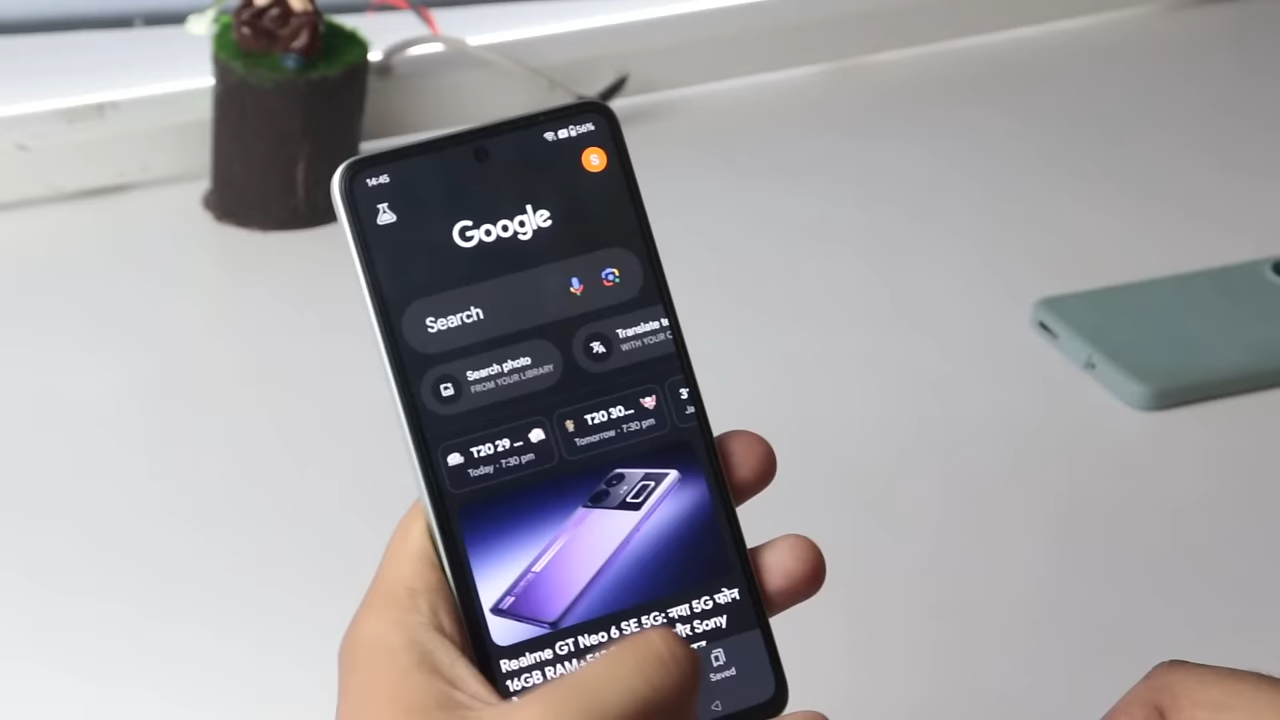 14:45
56%
S
Google
Search
Search photo
FROM YOUR LIBRARY
Translate
WITH YOUR
T20 29 ...
Today · 7:30 pm
T20 30...
Tomorrow · 7:30 pm
Realme GT Neo 6 SE 5G: नया 5G फोन
16GB RAM+ और Sony
Saved